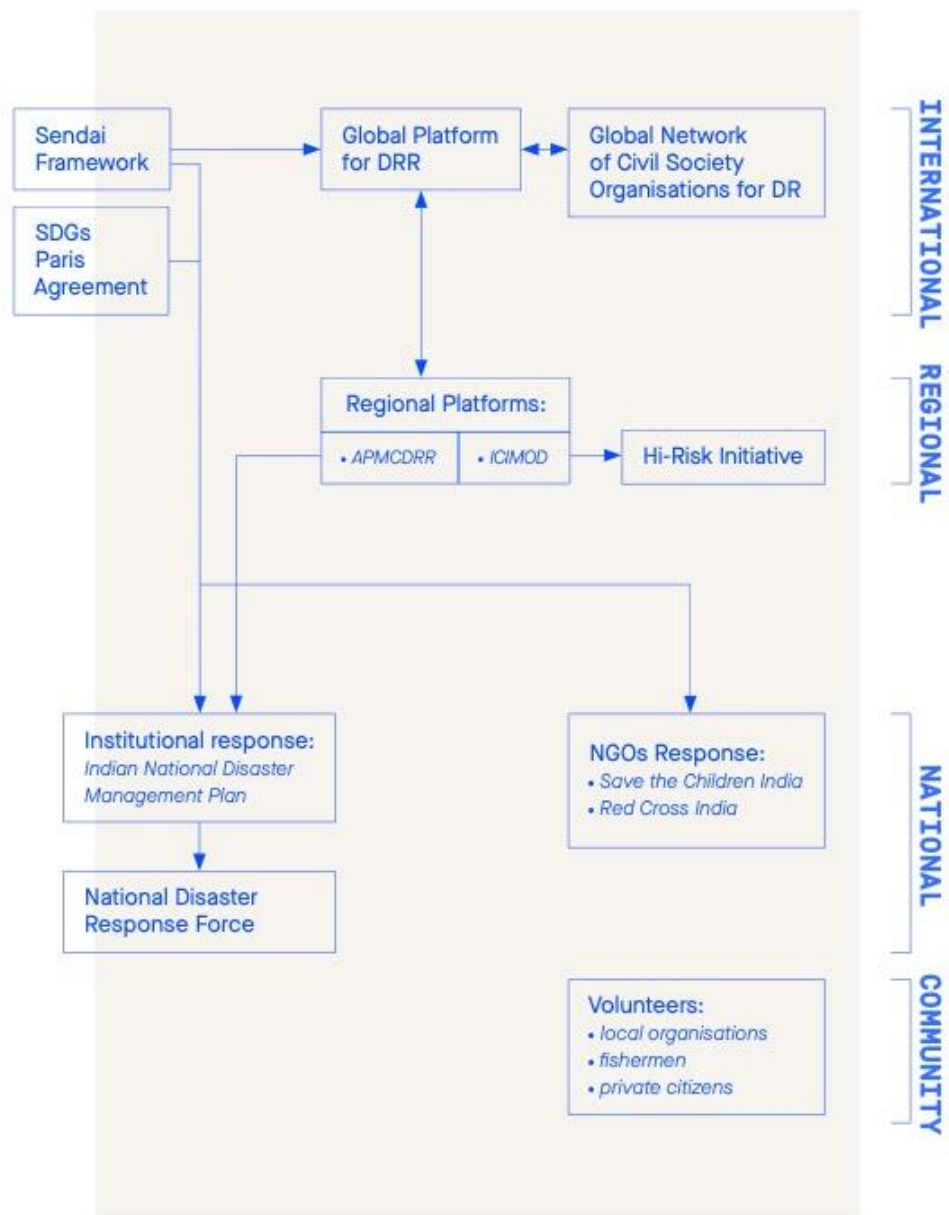 Sendai
Framework
Global Platform
for DRR
Global Network
of Civil Society
Organisations for DR
SDGs
Paris
Agreement
INTERNATIONAL
Regional Platforms:
• APMCDRR
• ICIMOD
Hi-Risk Initiative
REGIONAL
Institutional response:
Indian National Disaster
Management Plan
NGOs Response:
• Save the Children India
• Red Cross India
National Disaster
Response Force
NATIONAL
Volunteers:
• local organisations
• fishermen
• private citizens
COMMUNITY